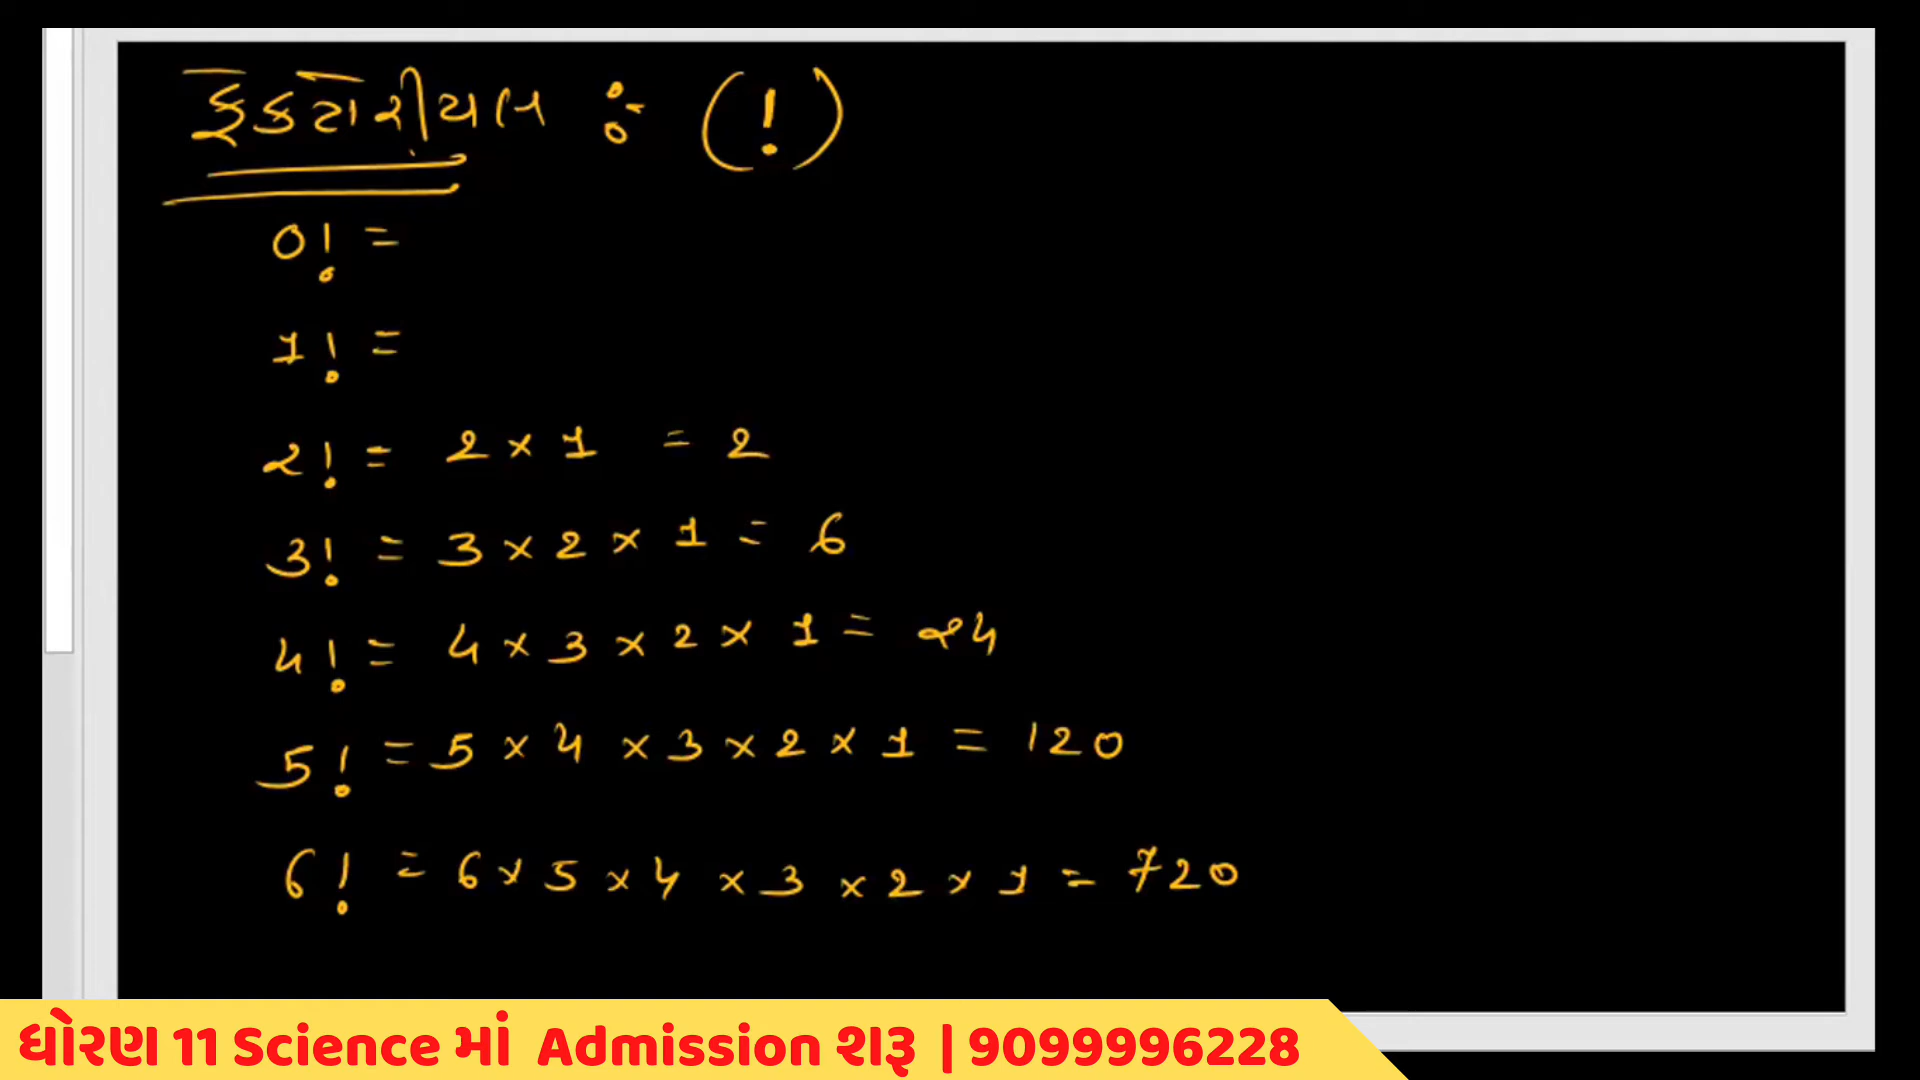 ફેક્ટોરીયલ : (!)
0! =
1! =
2! = 2 × 1 = 2
3! = 3 × 2 × 1 = 6
4! = 4 × 3 × 2 × 1 = 24
5! = 5 × 4 × 3 × 2 × 1 = 120
6! = 6 × 5 × 4 × 3 × 2 × 1 = 720
ધોરણ 11 Science માં Admission શરૂ | 9099996228